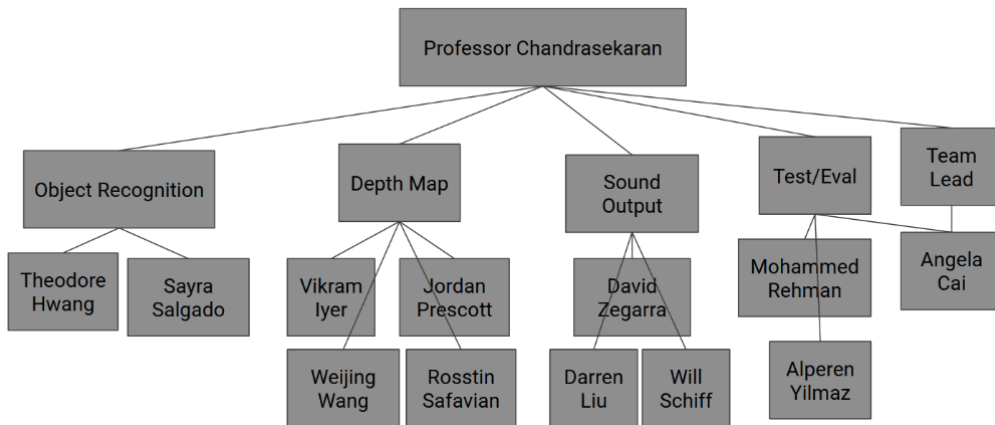 Professor Chandrasekaran
Object Recognition
Depth Map
Sound
Output
Test/Eval
Team
Lead
Theodore
Hwang
Sayra
Salgado
Vikram
Iyer
Jordan
Prescott
David
Zegarra
Mohammed
Rehman
Angela
Cai
Weijing
Wang
Rosstin
Safavian
Darren
Liu
Will
Schiff
Alperen
Yilmaz